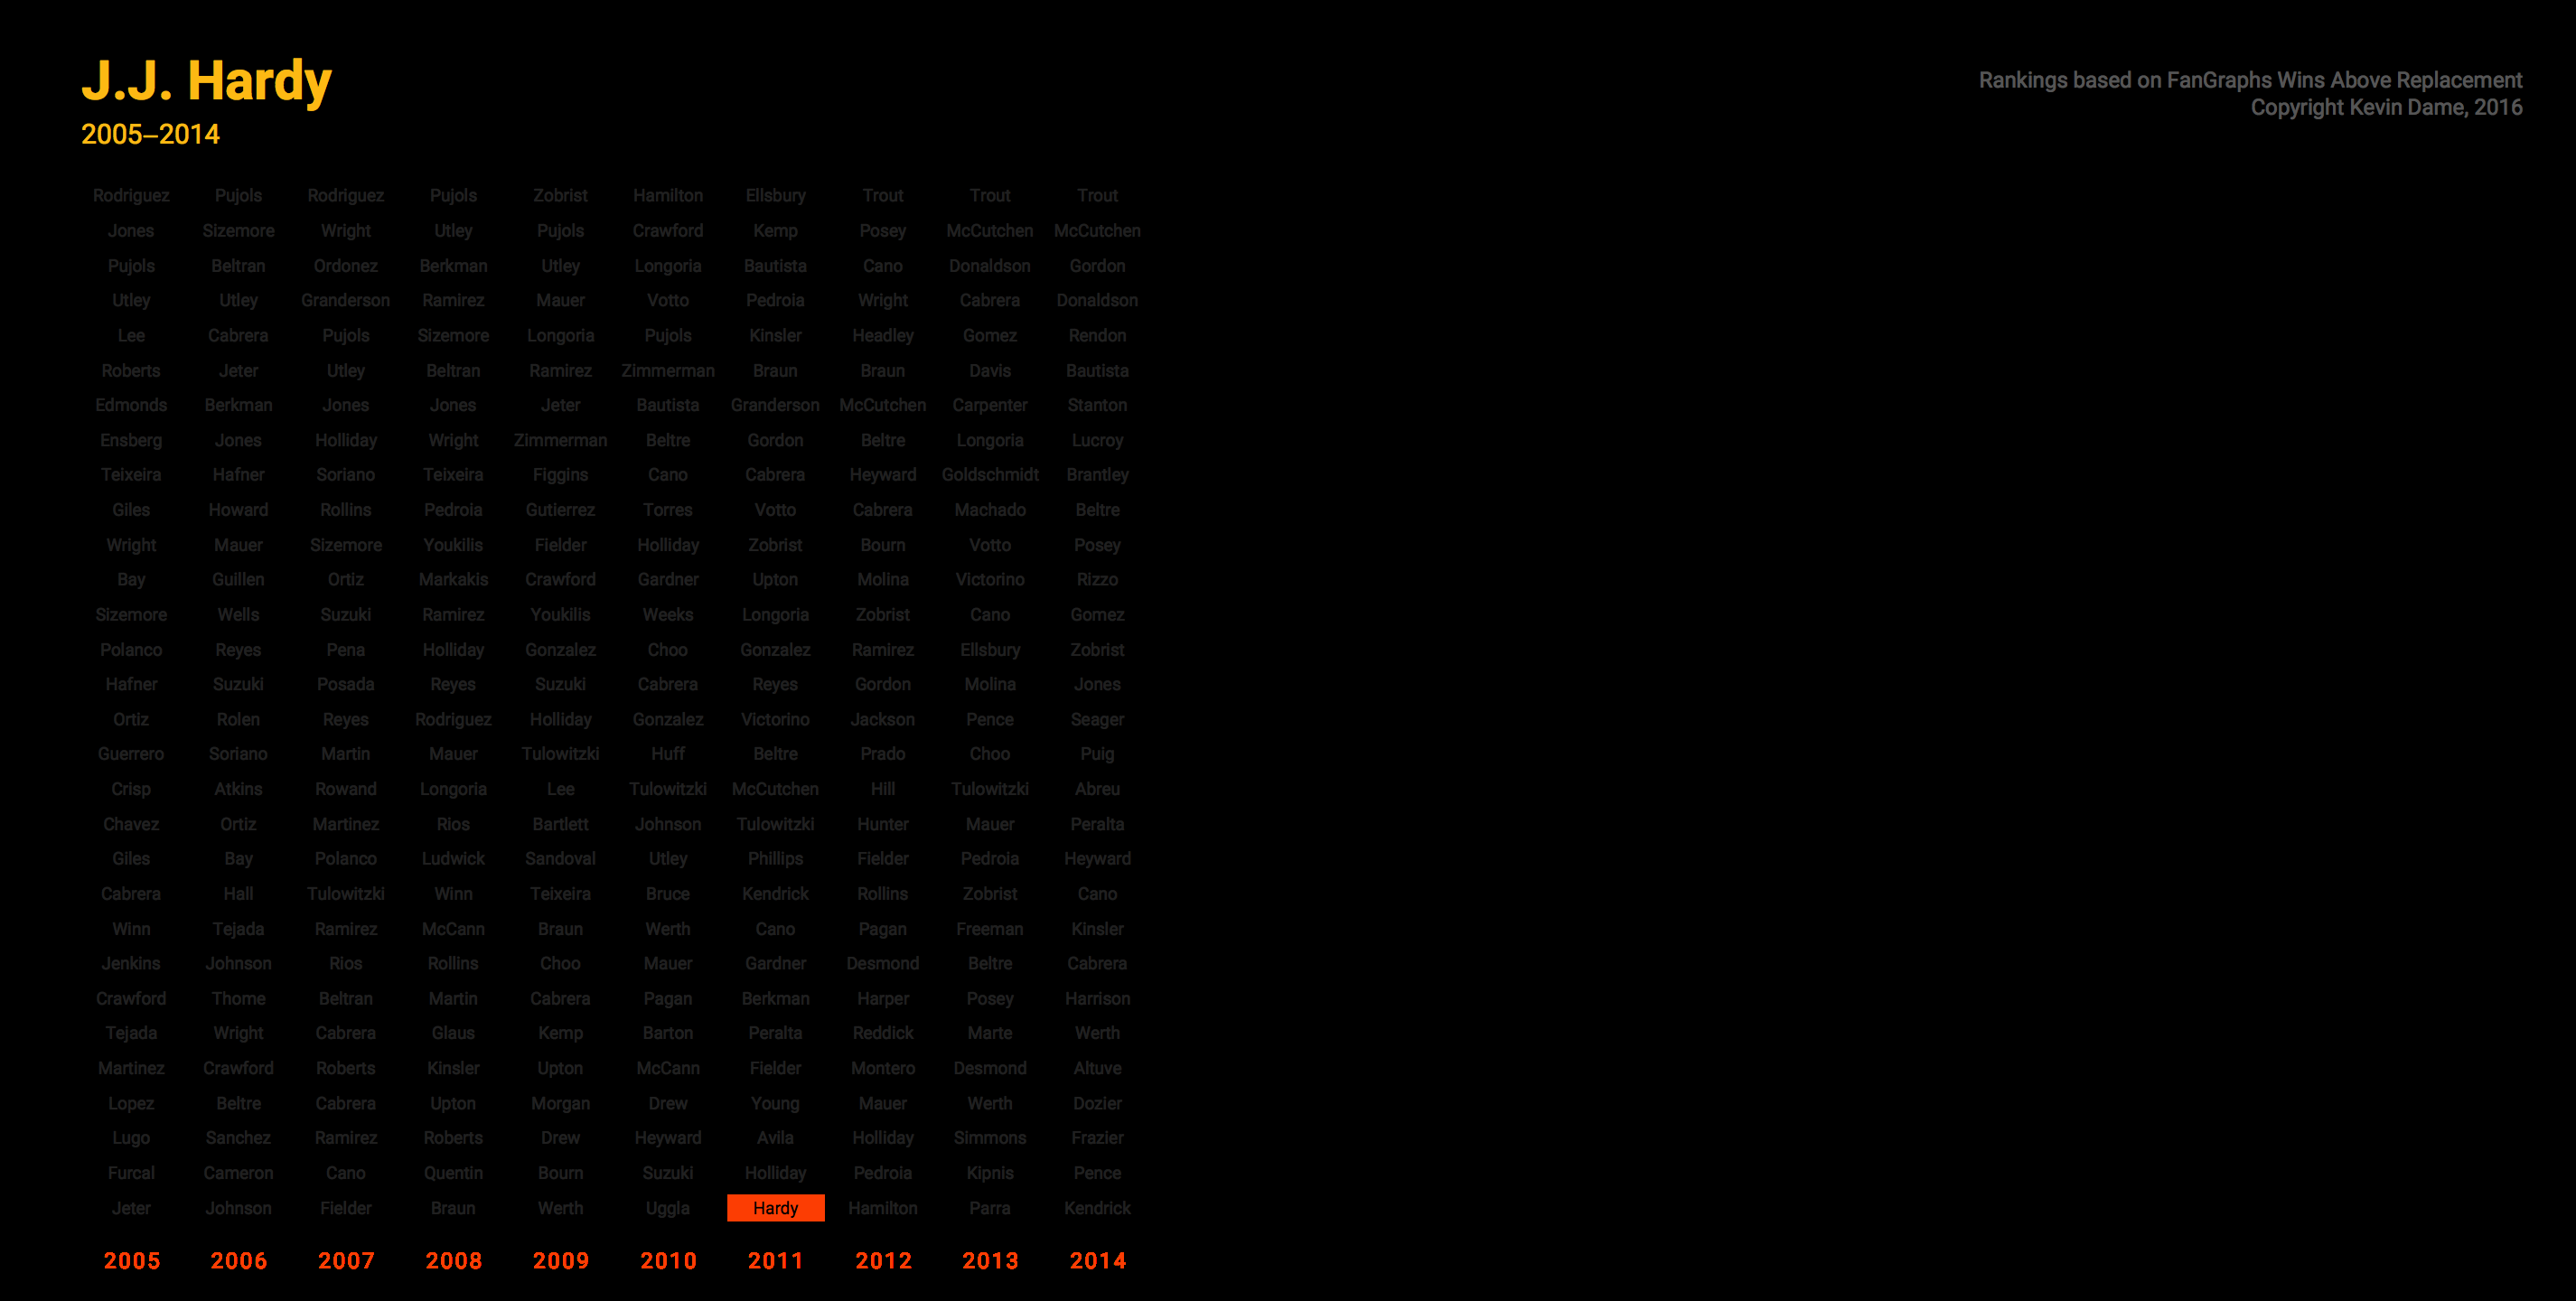 J.J. Hardy
2005–2014
Rankings based on FanGraphs Wins Above Replacement
Copyright Kevin Dame, 2016
Rodriguez Pujols Rodriguez Pujols Zobrist Hamilton Ellsbury Trout Trout Trout
Jones Sizemore Wright Utley Pujols Crawford Kemp Posey McCutchen McCutchen
Pujols Beltran Ordonez Berkman Utley Longoria Bautista Cano Donaldson Gordon
Utley Utley Granderson Ramirez Mauer Votto Pedroia Wright Cabrera Donaldson
Lee Cabrera Pujols Sizemore Longoria Pujols Kinsler Headley Gomez Rendon
Roberts Jeter Utley Beltran Ramirez Zimmerman Braun Braun Davis Bautista
Edmonds Berkman Jones Jones Jeter Bautista Granderson McCutchen Carpenter Stanton
Ensberg Jones Holliday Wright Zimmerman Beltre Gordon Beltre Longoria Lucroy
Teixeira Hafner Soriano Teixeira Figgins Cano Cabrera Heyward Goldschmidt Brantley
Giles Howard Rollins Pedroia Gutierrez Torres Votto Cabrera Machado Beltre
Wright Mauer Sizemore Youkilis Fielder Holliday Zobrist Bourn Votto Posey
Bay Guillen Ortiz Markakis Crawford Gardner Upton Molina Victorino Rizzo
Sizemore Wells Suzuki Ramirez Youkilis Weeks Longoria Zobrist Cano Gomez
Polanco Reyes Pena Holliday Gonzalez Choo Gonzalez Ramirez Ellsbury Zobrist
Hafner Suzuki Posada Reyes Suzuki Cabrera Reyes Gordon Molina Jones
Ortiz Rolen Reyes Rodriguez Holliday Gonzalez Victorino Jackson Pence Seager
Guerrero Soriano Martin Mauer Tulowitzki Huff Beltre Prado Choo Puig
Crisp Atkins Rowand Longoria Lee Tulowitzki McCutchen Hill Tulowitzki Abreu
Chavez Ortiz Martinez Rios Bartlett Johnson Tulowitzki Hunter Mauer Peralta
Giles Bay Polanco Ludwick Sandoval Utley Phillips Fielder Pedroia Heyward
Cabrera Hall Tulowitzki Winn Teixeira Bruce Kendrick Rollins Zobrist Cano
Winn Tejada Ramirez McCann Braun Werth Cano Pagan Freeman Kinsler
Jenkins Johnson Rios Rollins Choo Mauer Gardner Desmond Beltre Cabrera
Crawford Thome Beltran Martin Cabrera Pagan Berkman Harper Posey Harrison
Tejada Wright Cabrera Glaus Kemp Barton Peralta Reddick Marte Werth
Martinez Crawford Roberts Kinsler Upton McCann Fielder Montero Desmond Altuve
Lopez Beltre Cabrera Upton Morgan Drew Young Mauer Werth Dozier
Lugo Sanchez Ramirez Roberts Drew Heyward Avila Holliday Simmons Frazier
Furcal Cameron Cano Quentin Bourn Suzuki Holliday Pedroia Kipnis Pence
Jeter Johnson Fielder Braun Werth Uggla Hardy Hamilton Parra Kendrick
2005 2006 2007 2008 2009 2010 2011 2012 2013 2014